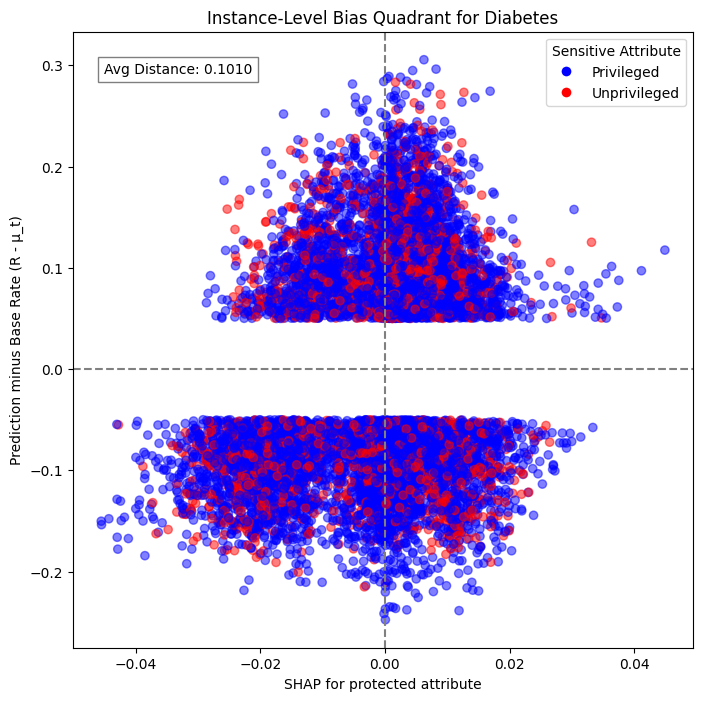 Instance-Level Bias Quadrant for Diabetes
Avg Distance: 0.1010
Sensitive Attribute
Privileged
Unprivileged
Prediction minus Base Rate (R - μ_t)
0.3
0.2
0.1
0.0
−0.1
−0.2
−0.04
−0.02
0.00
0.02
0.04
SHAP for protected attribute